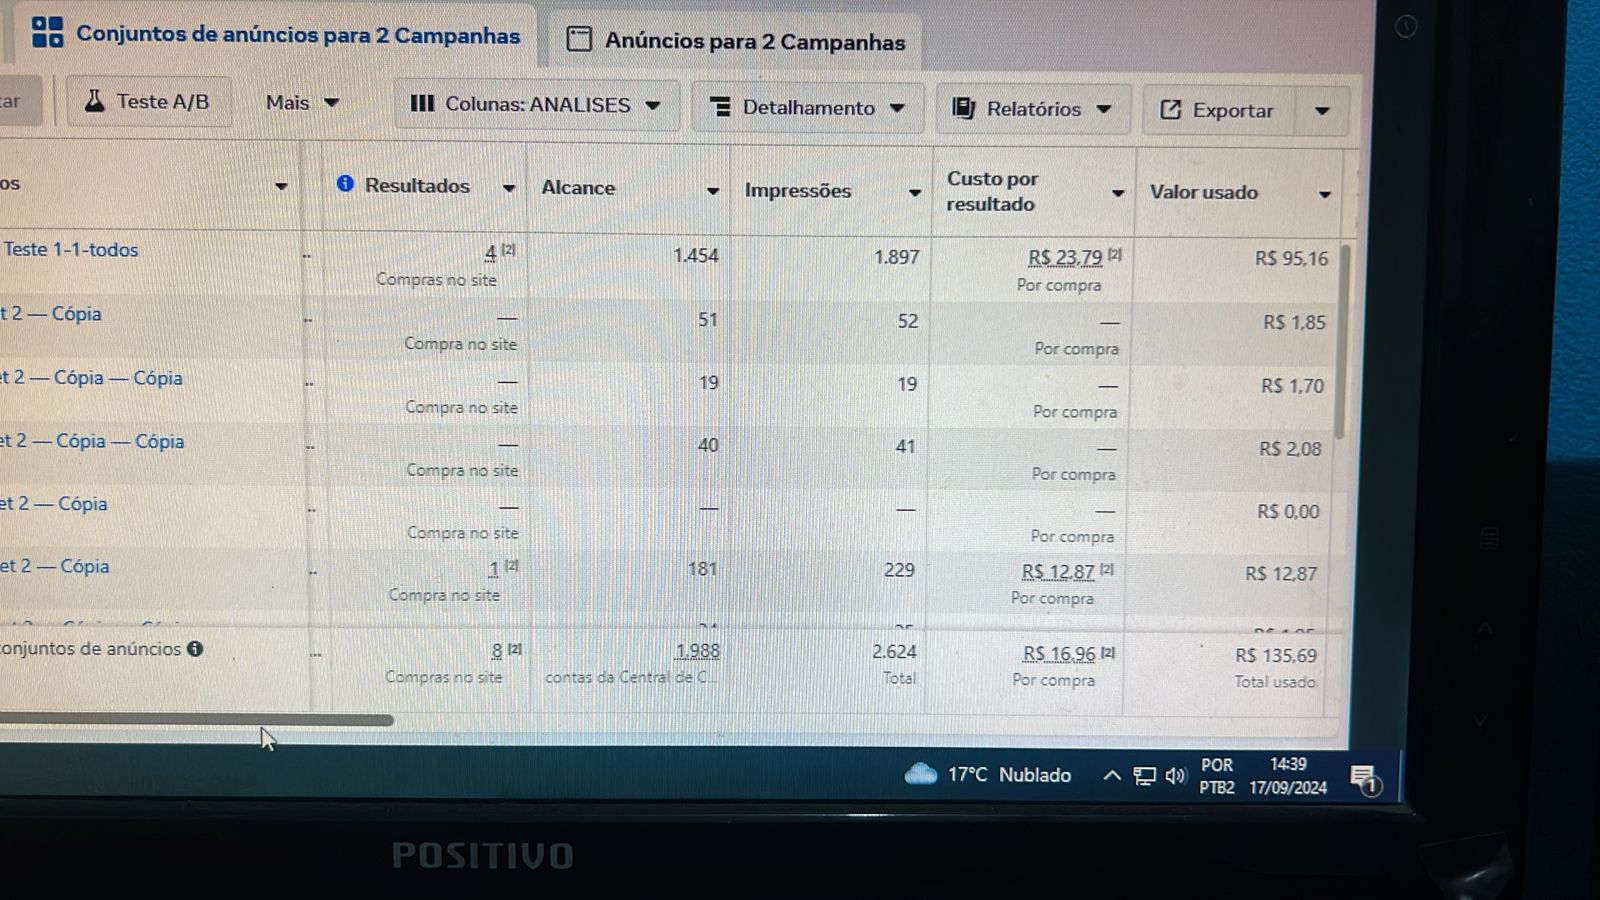 Conjuntos de anúncios para 2 Campanhas
Anúncios para 2 Campanhas
tar
Teste A/B
Mais
Colunas: ANALISES
Detalhamento
Relatórios
Exportar
os
Resultados
Alcance
Impressões
Custo por
resultado
Valor usado
Teste 1-1-todos
..
4 [2]
Compras no site
1.454
1.897
R$ 23,79 [2]
Por compra
R$ 95,16
t 2 — Cópia
..
—
Compra no site
51
52
—
Por compra
R$ 1,85
et 2 — Cópia — Cópia
..
—
Compra no site
19
19
—
Por compra
R$ 1,70
et 2 — Cópia — Cópia
..
—
Compra no site
40
41
—
Por compra
R$ 2,08
et 2 — Cópia
..
—
Compra no site
—
—
—
Por compra
R$ 0,00
et 2 — Cópia
..
1 [2]
Compra no site
181
229
R$ 12,87 [2]
Por compra
R$ 12,87
onjuntos de anúncios
...
8 [2]
Compras no site
1.988
contas da Central de C...
2.624
Total
R$ 16,96 [2]
Por compra
R$ 135,69
Total usado
17°C Nublado
POR
PTB2
14:39
17/09/2024
1
POSITIVO